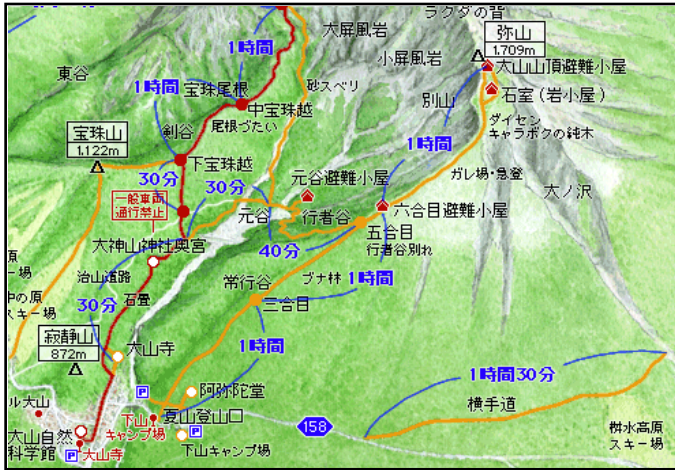 ラクダの背
弥山
1.709m
大屏風岩
小屏風岩
1時間
東谷
1時間
宝珠尾根
砂スベリ
大山山頂避難小屋
石室(岩小屋)
中宝珠越
尾根づたい
別山
ダイセン
キャラボクの純木
宝珠山
1.122m
剣谷
1時間
下宝珠越
ガレ場・急登
30分
30分
元谷避難小屋
大ノ沢
一般車両
通行禁止
元谷
行者谷
六合目避難小屋
大神山神社奥宮
40分
五合目
行者谷別れ
治山道路
ブナ林
常行谷
1時間
中の原
スキー場
30分
石畳
三合目
寂静山
872m
大山寺
1時間
1時間30分
阿弥陀堂
横手道
ル大山
下山
キャンプ場
夏山登山口
158
桝水高原
スキー場
大山自然
科学館
大山寺
下山キャンプ場
P
P
P